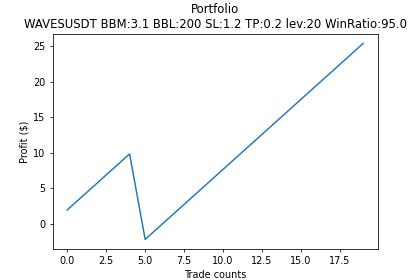 Portfolio
WAVESUSDT BBM:3.1 BBL:200 SL:1.2 TP:0.2 lev:20 WinRatio:95.0
25
20
15
10
5
0
Profit ($)
0.0 2.5 5.0 7.5 10.0 12.5 15.0 17.5
Trade counts